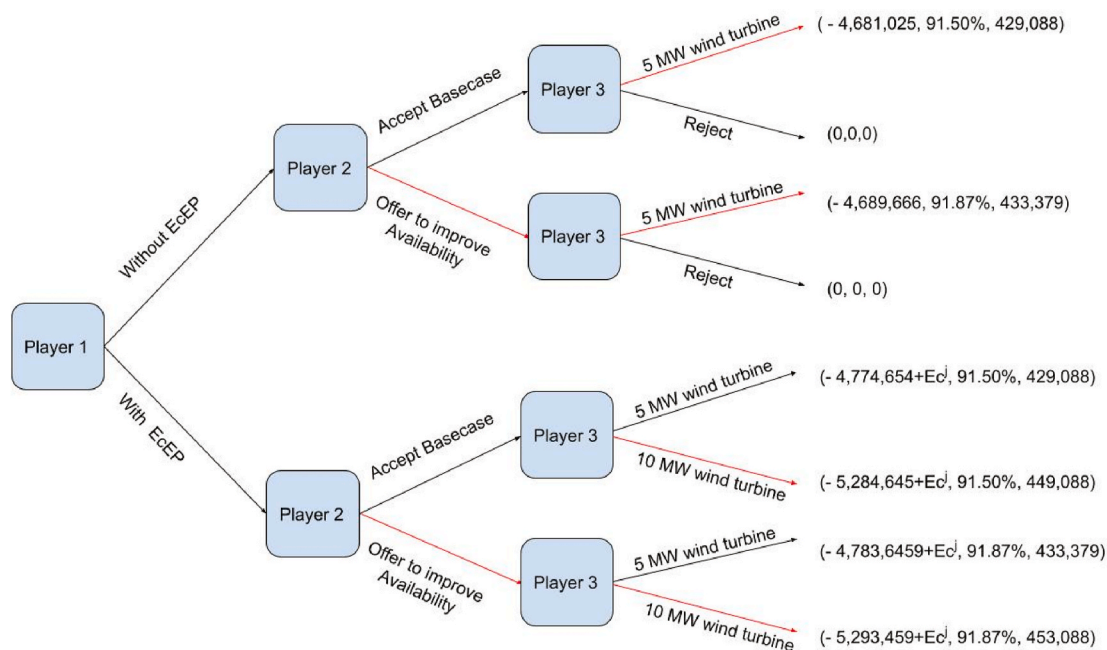 Player 1
Without EcEP
With EcEP
Player 2
Accept Basecase
Offer to improve
Availability
Player 3
5 MW wind turbine
(- 4,681,025, 91.50%, 429,088)
Reject
(0,0,0)
Player 3
5 MW wind turbine
(- 4,689,666, 91.87%, 433,379)
Reject
(0, 0, 0)
Player 2
Accept Basecase
Offer to improve
Availability
Player 3
5 MW wind turbine
(- 4,774,654+Ecʲ, 91.50%, 429,088)
10 MW wind turbine
(- 5,284,645+Ecʲ, 91.50%, 449,088)
Player 3
5 MW wind turbine
(- 4,783,6459+Ecʲ, 91.87%, 433,379)
10 MW wind turbine
(- 5,293,459+Ecʲ, 91.87%, 453,088)